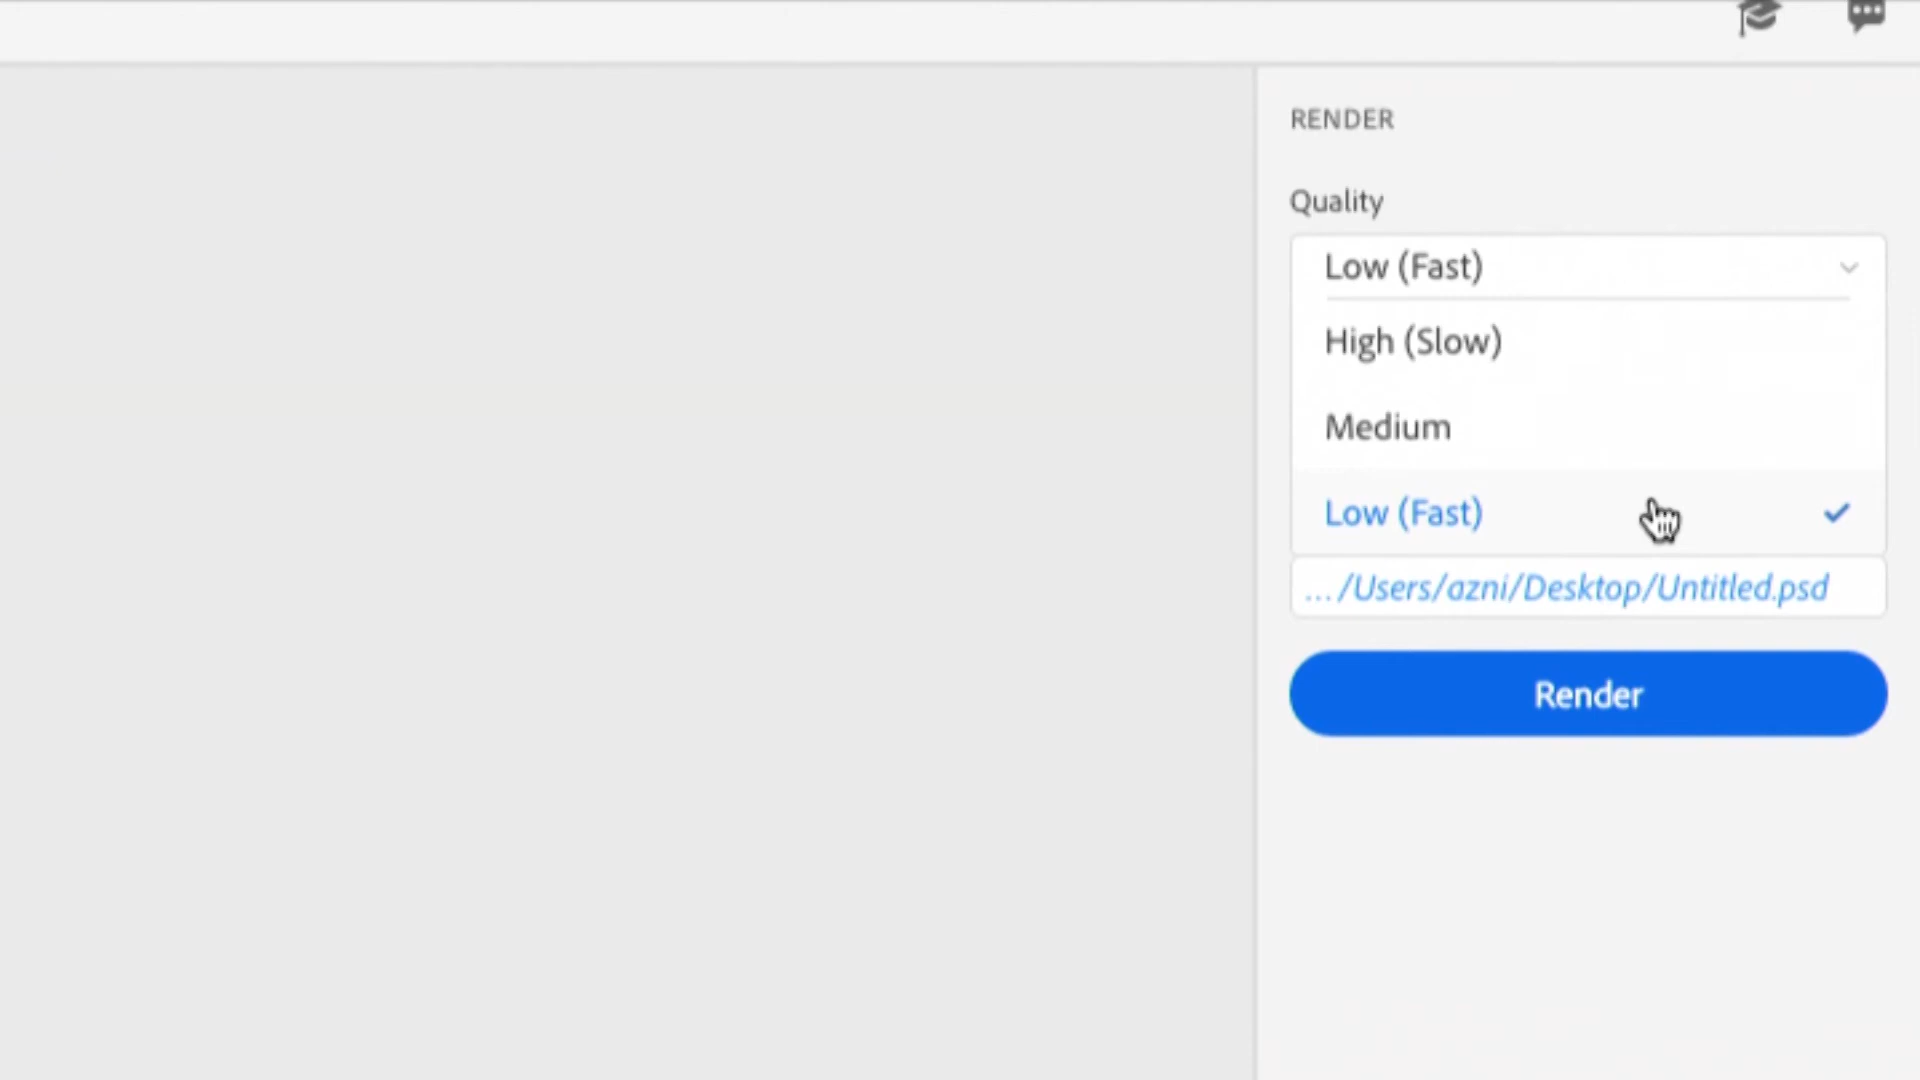 RENDER
Quality
Low (Fast)
High (Slow)
Medium
Low (Fast)
.../Users/azni/Desktop/Untitled.psd
Render